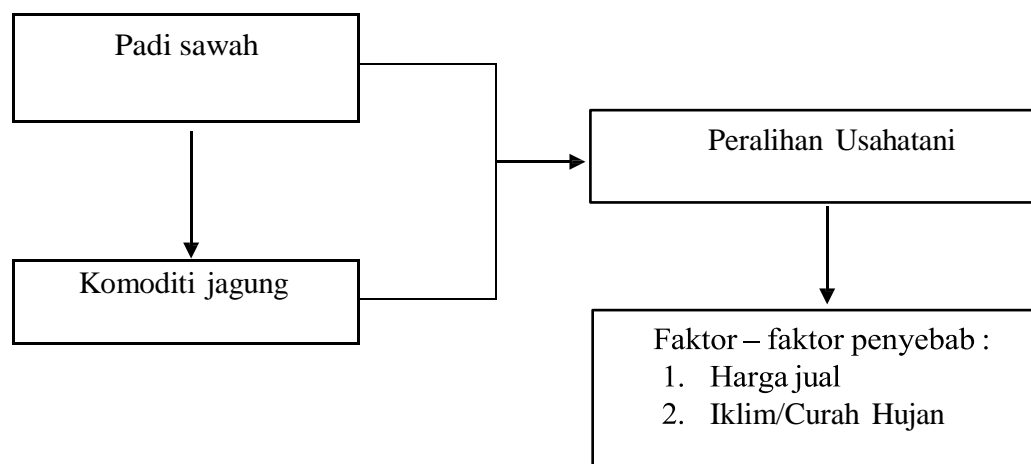 Padi sawah
Peralihan Usahatani
Komoditi jagung
Faktor – faktor penyebab :
1. Harga jual
2. Iklim/Curah Hujan